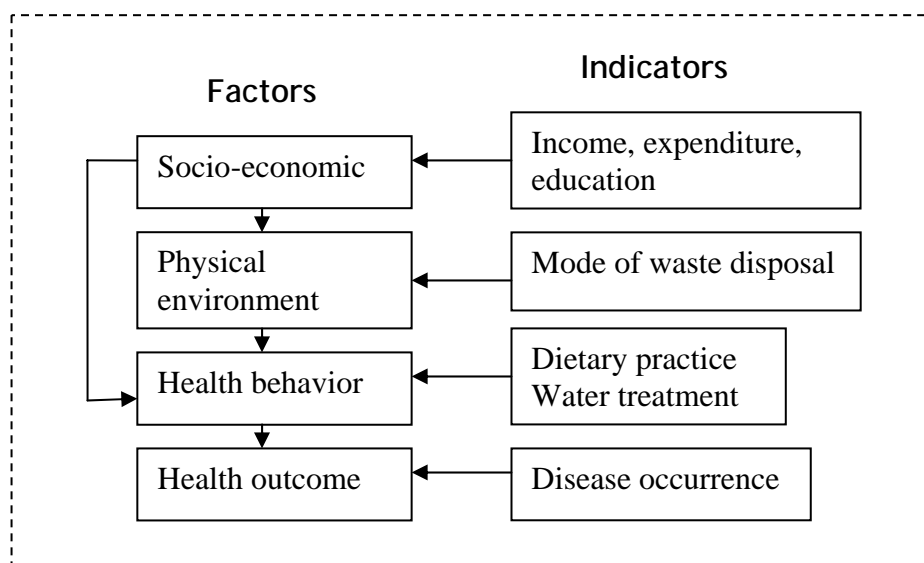 Factors
Indicators
Socio-economic
Income, expenditure,
education
Physical
environment
Mode of waste disposal
Health behavior
Dietary practice
Water treatment
Health outcome
Disease occurrence